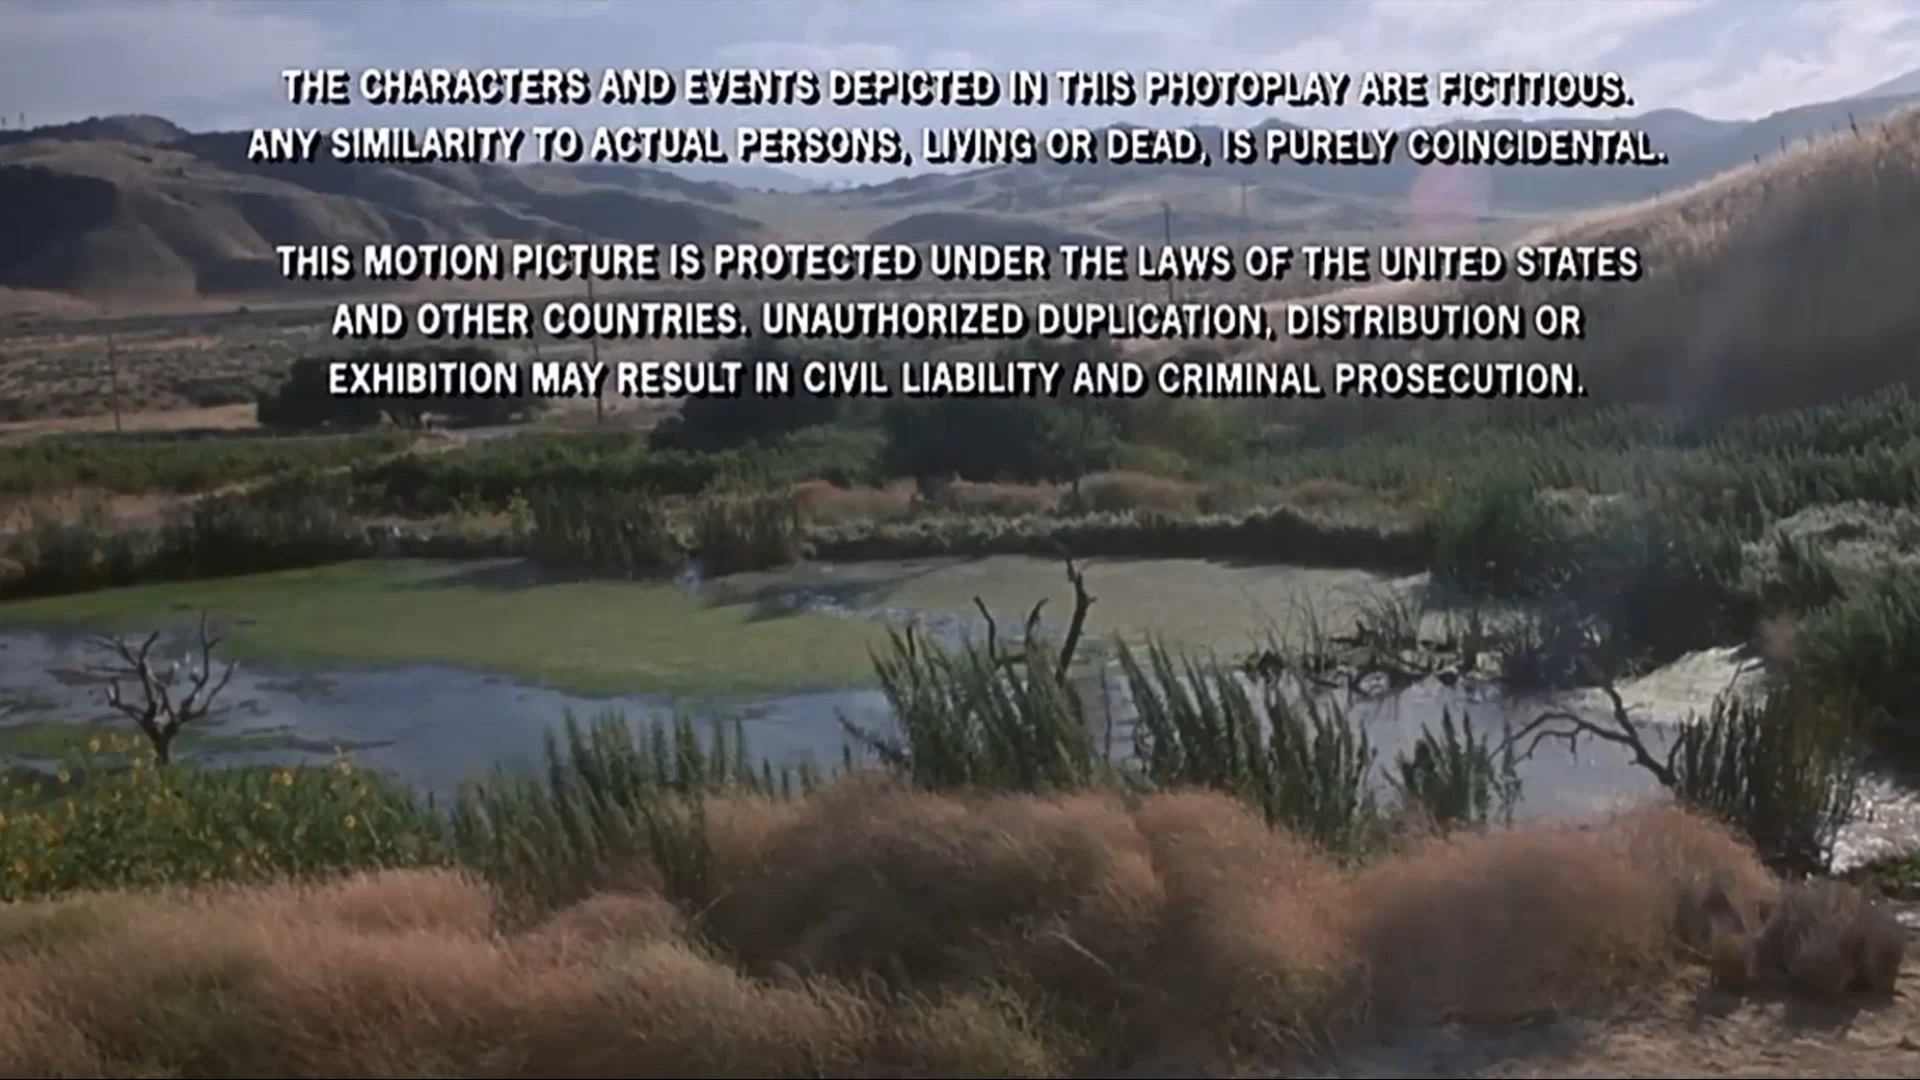 THE CHARACTERS AND EVENTS DEPICTED IN THIS PHOTOPLAY ARE FICTITIOUS.
ANY SIMILARITY TO ACTUAL PERSONS, LIVING OR DEAD, IS PURELY COINCIDENTAL.
THIS MOTION PICTURE IS PROTECTED UNDER THE LAWS OF THE UNITED STATES
AND OTHER COUNTRIES. UNAUTHORIZED DUPLICATION, DISTRIBUTION OR
EXHIBITION MAY RESULT IN CIVIL LIABILITY AND CRIMINAL PROSECUTION.